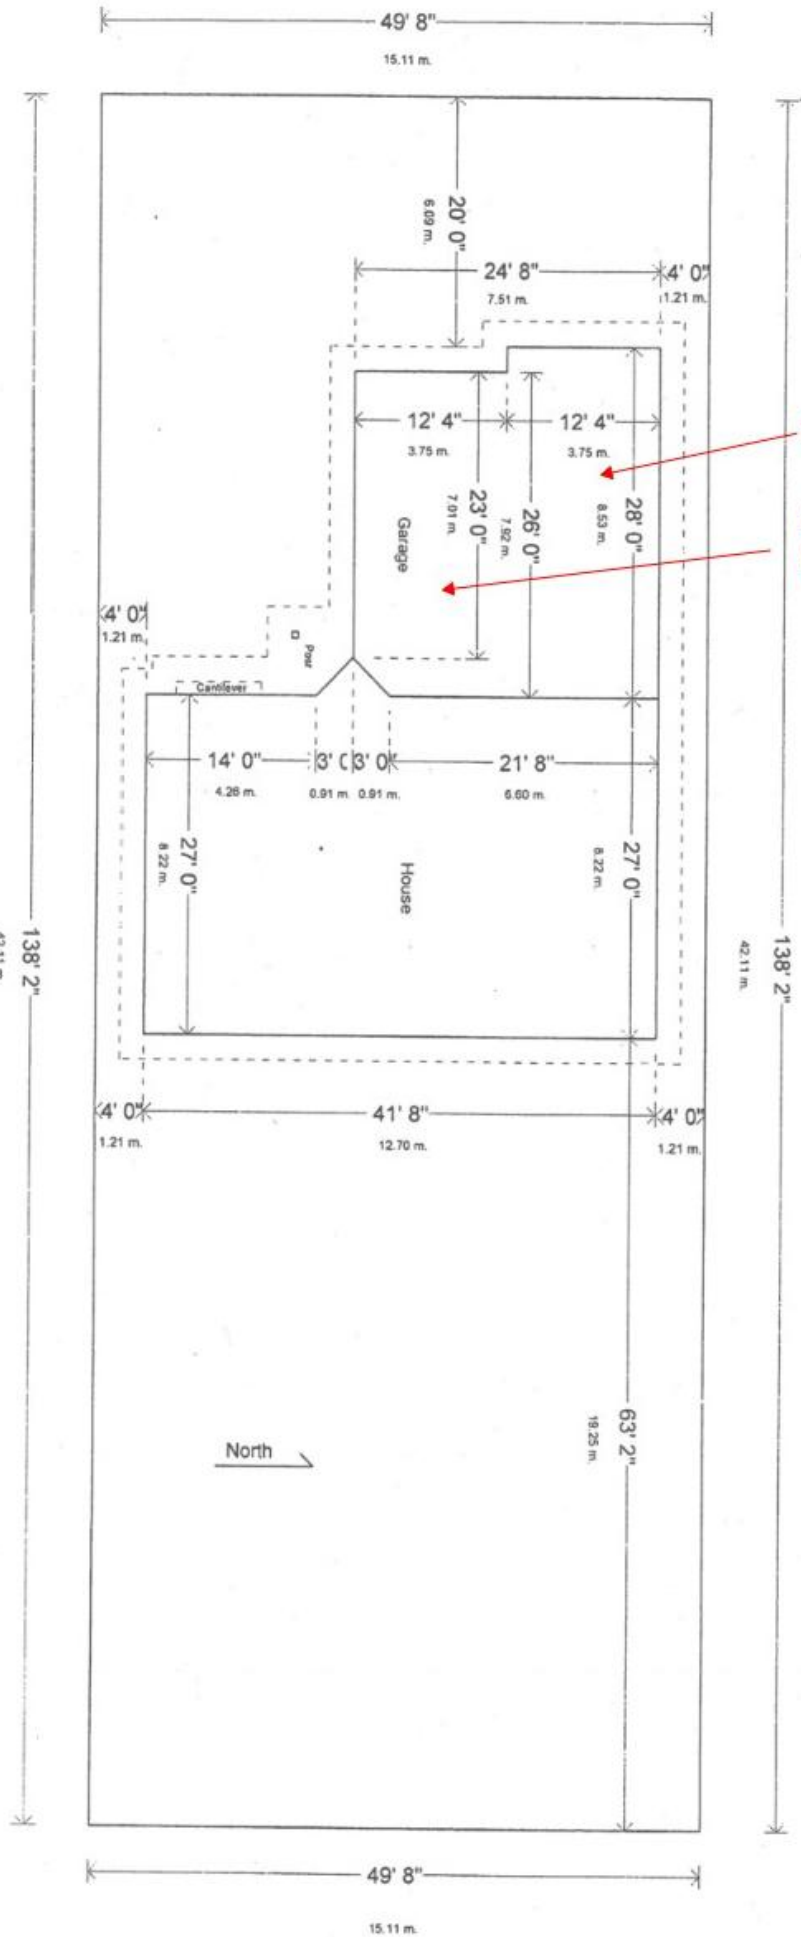 49' 8"
15.11 m.
20' 0"
6.09 m.
24' 8"
7.51 m.
4' 0"
1.21 m.
12' 4"
3.75 m.
12' 4"
3.75 m.
Garage
7.01 m.
23' 0"
7.92 m.
26' 0"
8.53 m.
28' 0"
4' 0"
1.21 m.
Cantilever
14' 0"
4.26 m.
3' 0
0.91 m.
3' 0"
0.91 m.
21' 8"
6.60 m.
8.22 m.
27' 0"
House
8.22 m.
27' 0"
138' 2"
42.11 m.
138' 2"
4' 0"
1.21 m.
41' 8"
12.70 m.
4' 0"
1.21 m.
North
19.25 m.
63' 2"
49' 8"
15.11 m.